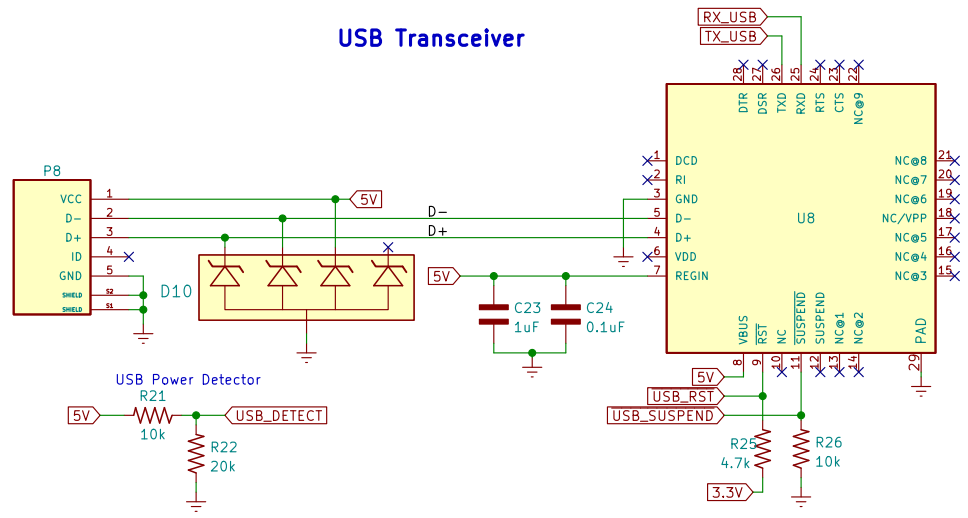 USB Transceiver
RX_USB
TX_USB
28 27 26 25 24 23 22
DTR DSR TXD RXD RTS CTS NC@9
1 DCD
2 RI
3 GND
5 D-
4 D+
6 VDD
7 REGIN
U8
NC@8 21
NC@7 20
NC@6 19
NC/VPP 18
NC@5 17
NC@4 16
NC@3 15
VBUS RST NC SUSPEND SUSPEND NC@1 NC@2 PAD
8 9 10 11 12 13 14 29
P8
VCC 1
D- 2
D+ 3
ID 4
GND 5
SHIELD S2
SHIELD S1
5V
D-
D+
D10
5V
C23
1uF
C24
0.1uF
5V
USB_RST
USB_SUSPEND
R25
4.7k
R26
10k
3.3V
USB Power Detector
R21
5V
10k
USB_DETECT
R22
20k